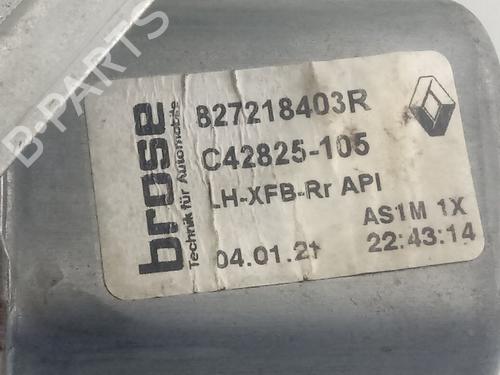 B-PARTS
brose
Technik für Automobile
827218403R
C42825-105
LH-XFB-Rr API
AS1M 1X
04.01.21
22:43:14